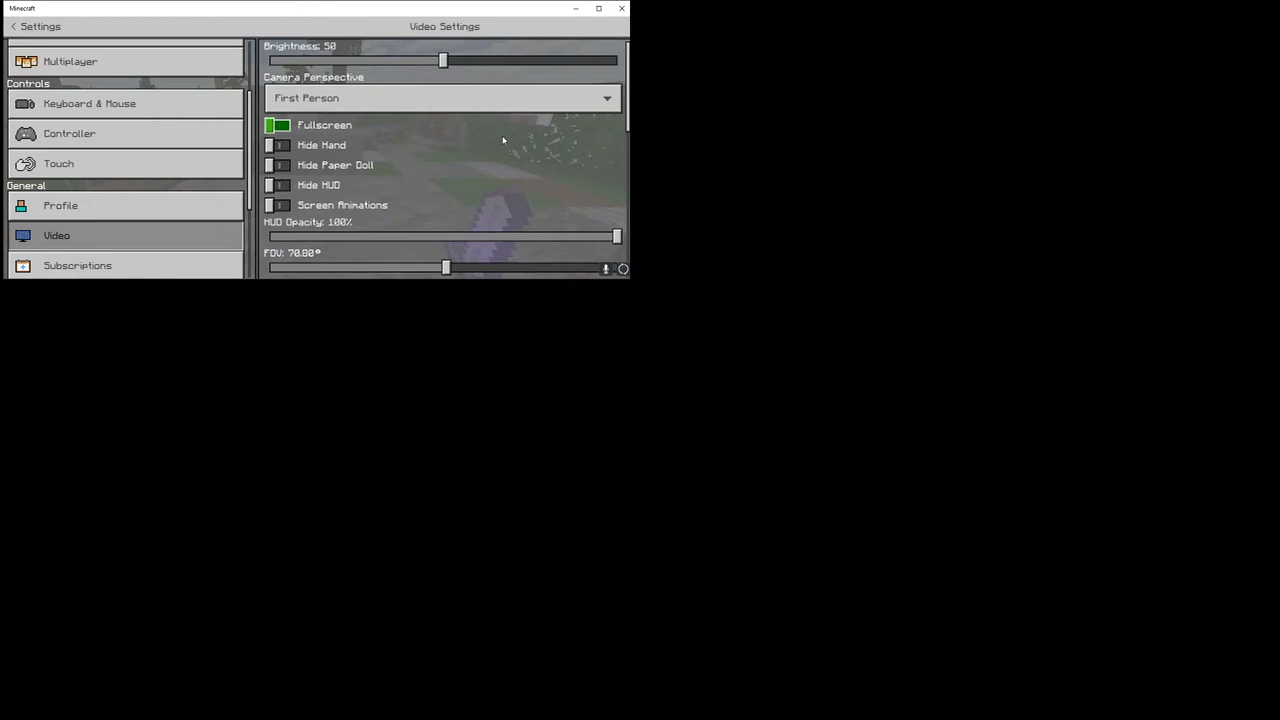 Minecraft
Settings
Video Settings
Multiplayer
Controls
Keyboard & Mouse
Controller
Touch
General
Profile
Video
Subscriptions
Brightness: 50
Camera Perspective
First Person
Fullscreen
Hide Hand
Hide Paper Doll
Hide HUD
Screen Animations
HUD Opacity: 100%
FOV: 70.80°